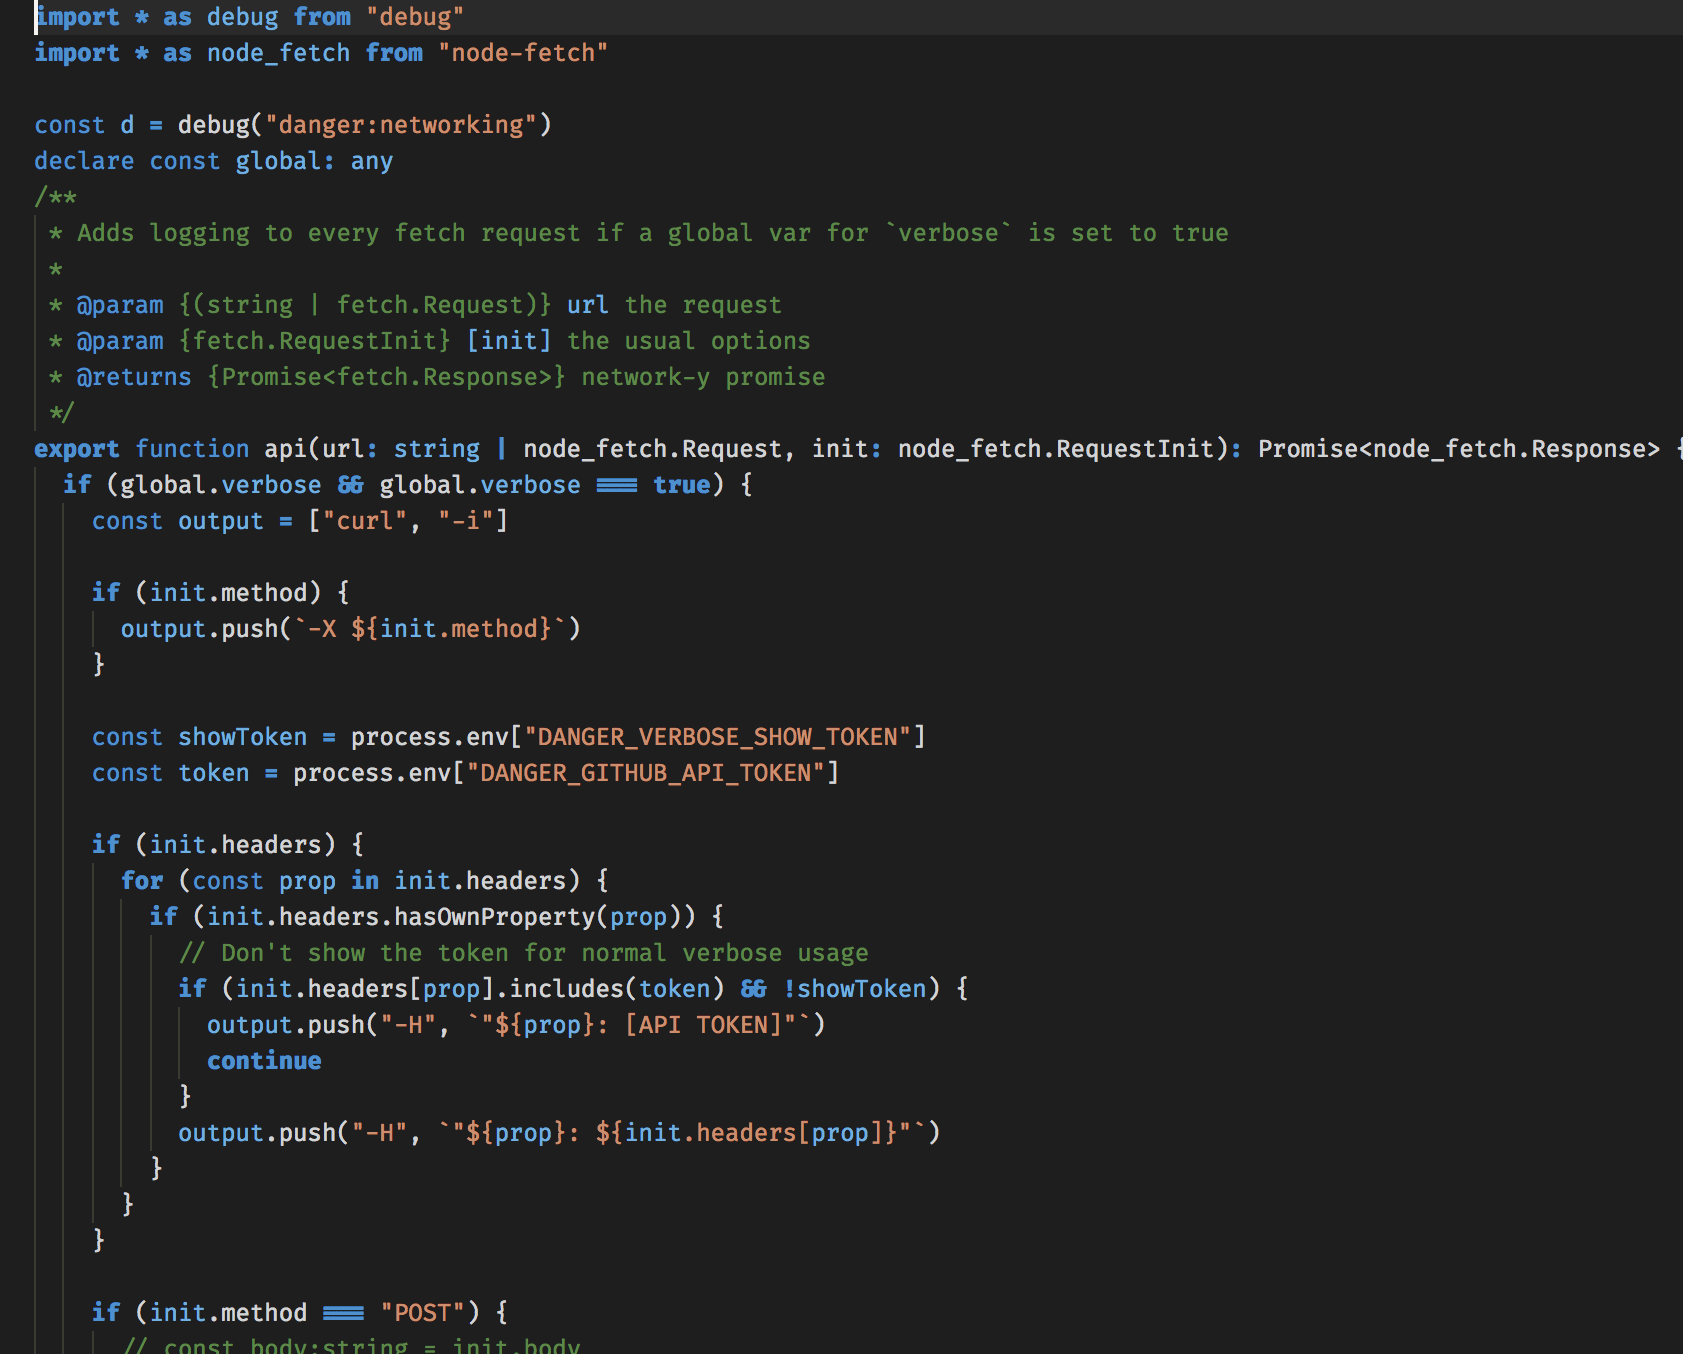 import * as debug from "debug"
import * as node_fetch from "node-fetch"
const d = debug("danger:networking")
declare const global: any
/**
* Adds logging to every fetch request if a global var for `verbose` is set to true
*
* @param {(string | fetch.Request)} url the request
* @param {fetch.RequestInit} [init] the usual options
* @returns {Promise<fetch.Response>} network-y promise
*/
export function api(url: string | node_fetch.Request, init: node_fetch.RequestInit): Promise<node_fetch.Response> {
if (global.verbose && global.verbose === true) {
const output = ["curl", "-i"]
if (init.method) {
output.push(`-X ${init.method}`)
}
const showToken = process.env["DANGER_VERBOSE_SHOW_TOKEN"]
const token = process.env["DANGER_GITHUB_API_TOKEN"]
if (init.headers) {
for (const prop in init.headers) {
if (init.headers.hasOwnProperty(prop)) {
// Don't show the token for normal verbose usage
if (init.headers[prop].includes(token) && !showToken) {
output.push("-H", `"${prop}: [API TOKEN]"`)
continue
}
output.push("-H", `"${prop}: ${init.headers[prop]}"`)
}
}
}
if (init.method === "POST") {
// const body:string = init.body